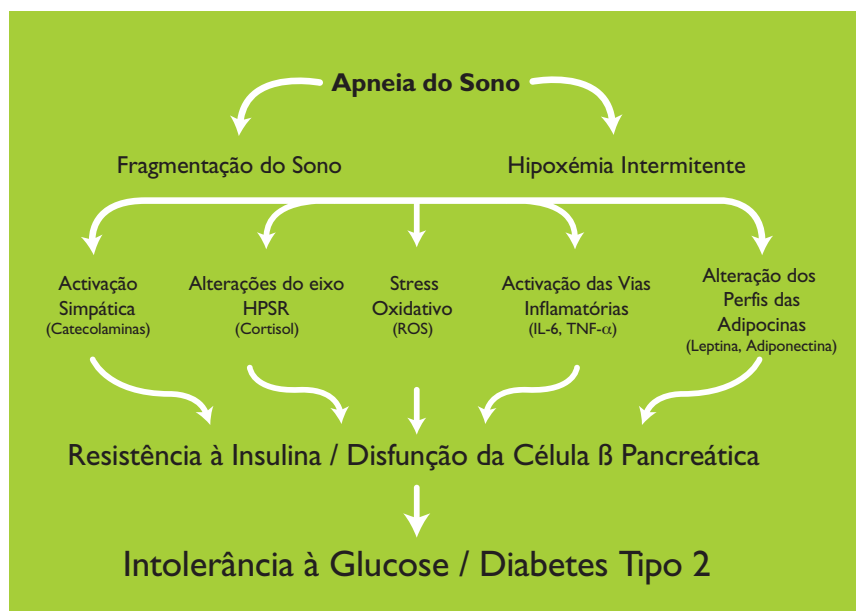 Apneia do Sono
Fragmentação do Sono
Hipoxémia Intermitente
Activação
Simpática
(Catecolaminas)
Alterações do eixo
HPSR
(Cortisol)
Stress
Oxidativo
(ROS)
Activação das Vias
Inflamatórias
(IL-6, TNF-α)
Alteração dos
Perfis das
Adipocinas
(Leptina, Adiponectina)
Resistência à Insulina / Disfunção da Célula ß Pancreática
Intolerância à Glucose / Diabetes Tipo 2